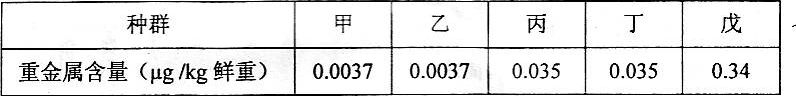 种群 甲 乙 丙 丁 戊
重金属含量（μg /kg 鲜重） 0.0037 0.0037 0.035 0.035 0.34